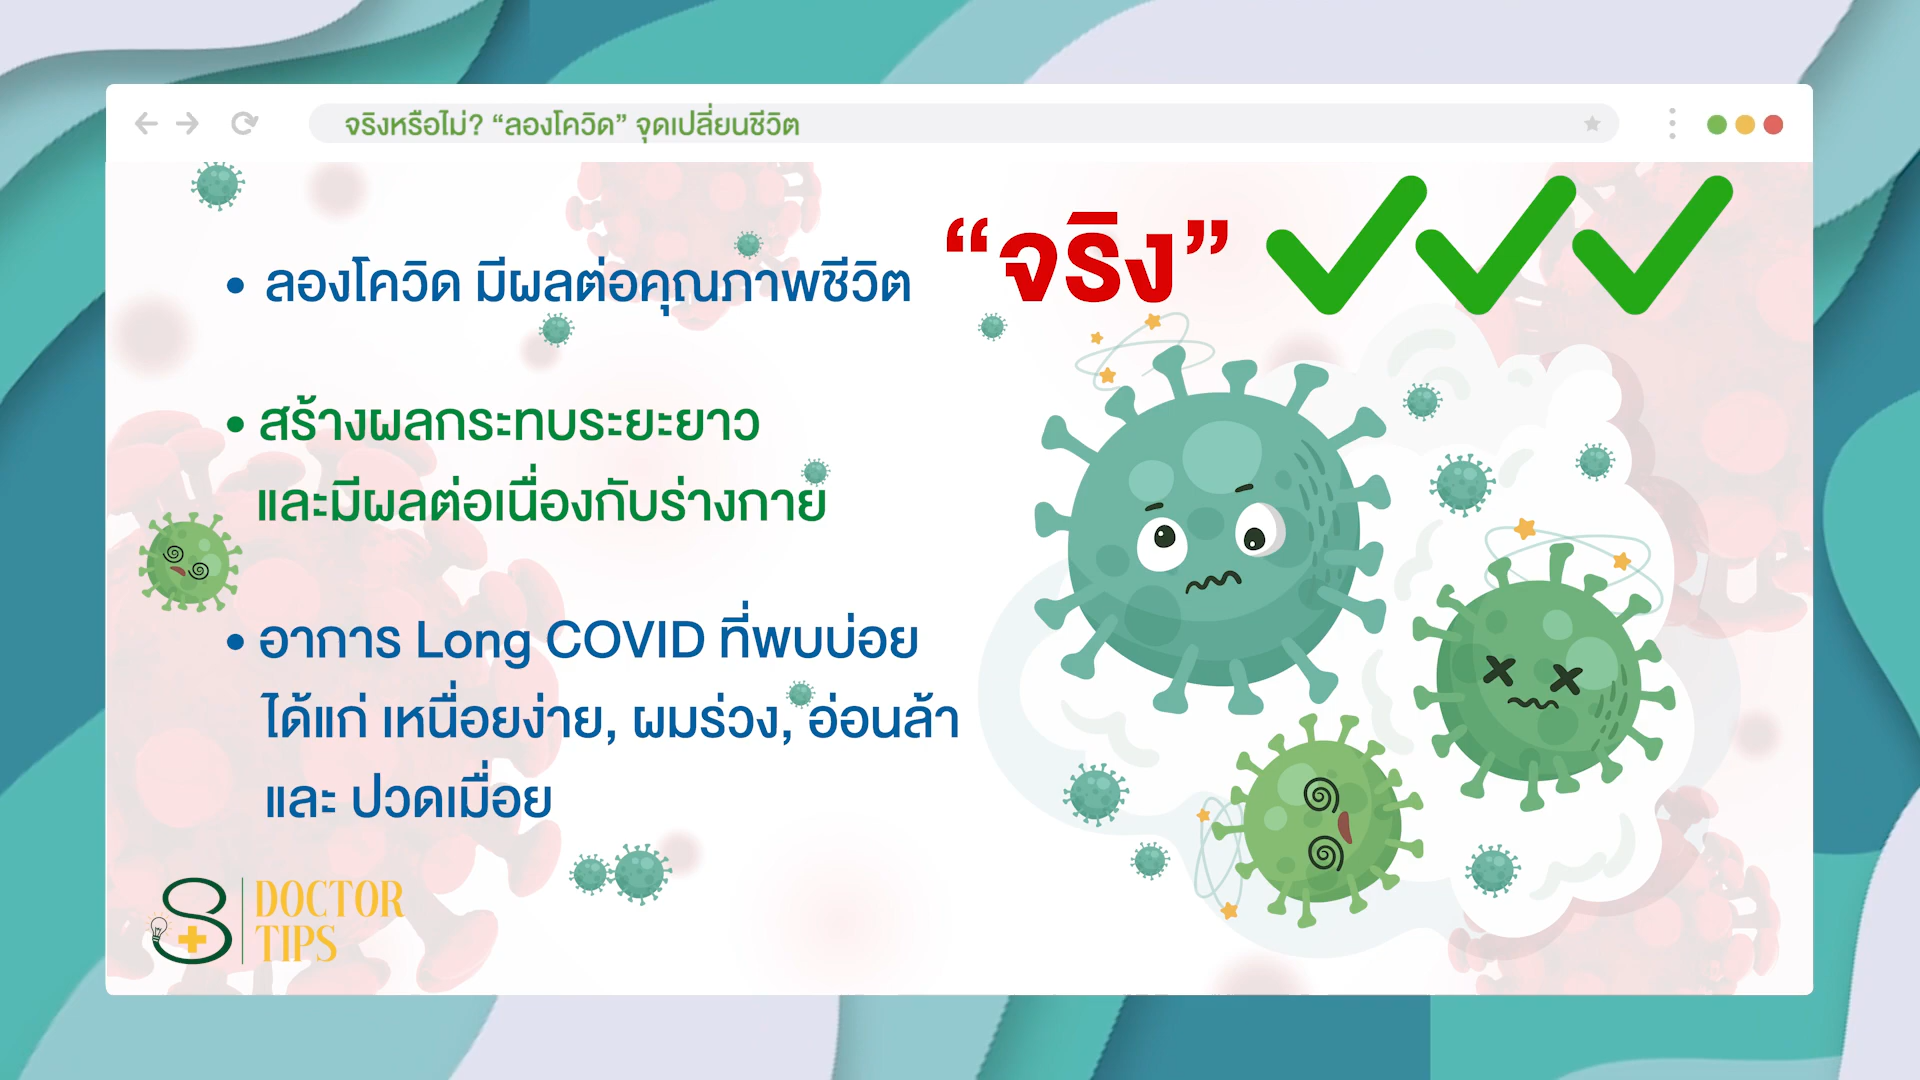 จริงหรือไม่? “ลองโควิด” จุดเปลี่ยนชีวิต
• ลองโควิด มีผลต่อคุณภาพชีวิต “จริง”
• สร้างผลกระทบระยะยาว
และมีผลต่อเนื่องกับร่างกาย
• อาการ Long COVID ที่พบบ่อย
ได้แก่ เหนื่อยง่าย, ผมร่วง, อ่อนล้า
และ ปวดเมื่อย
DOCTOR
TIPS